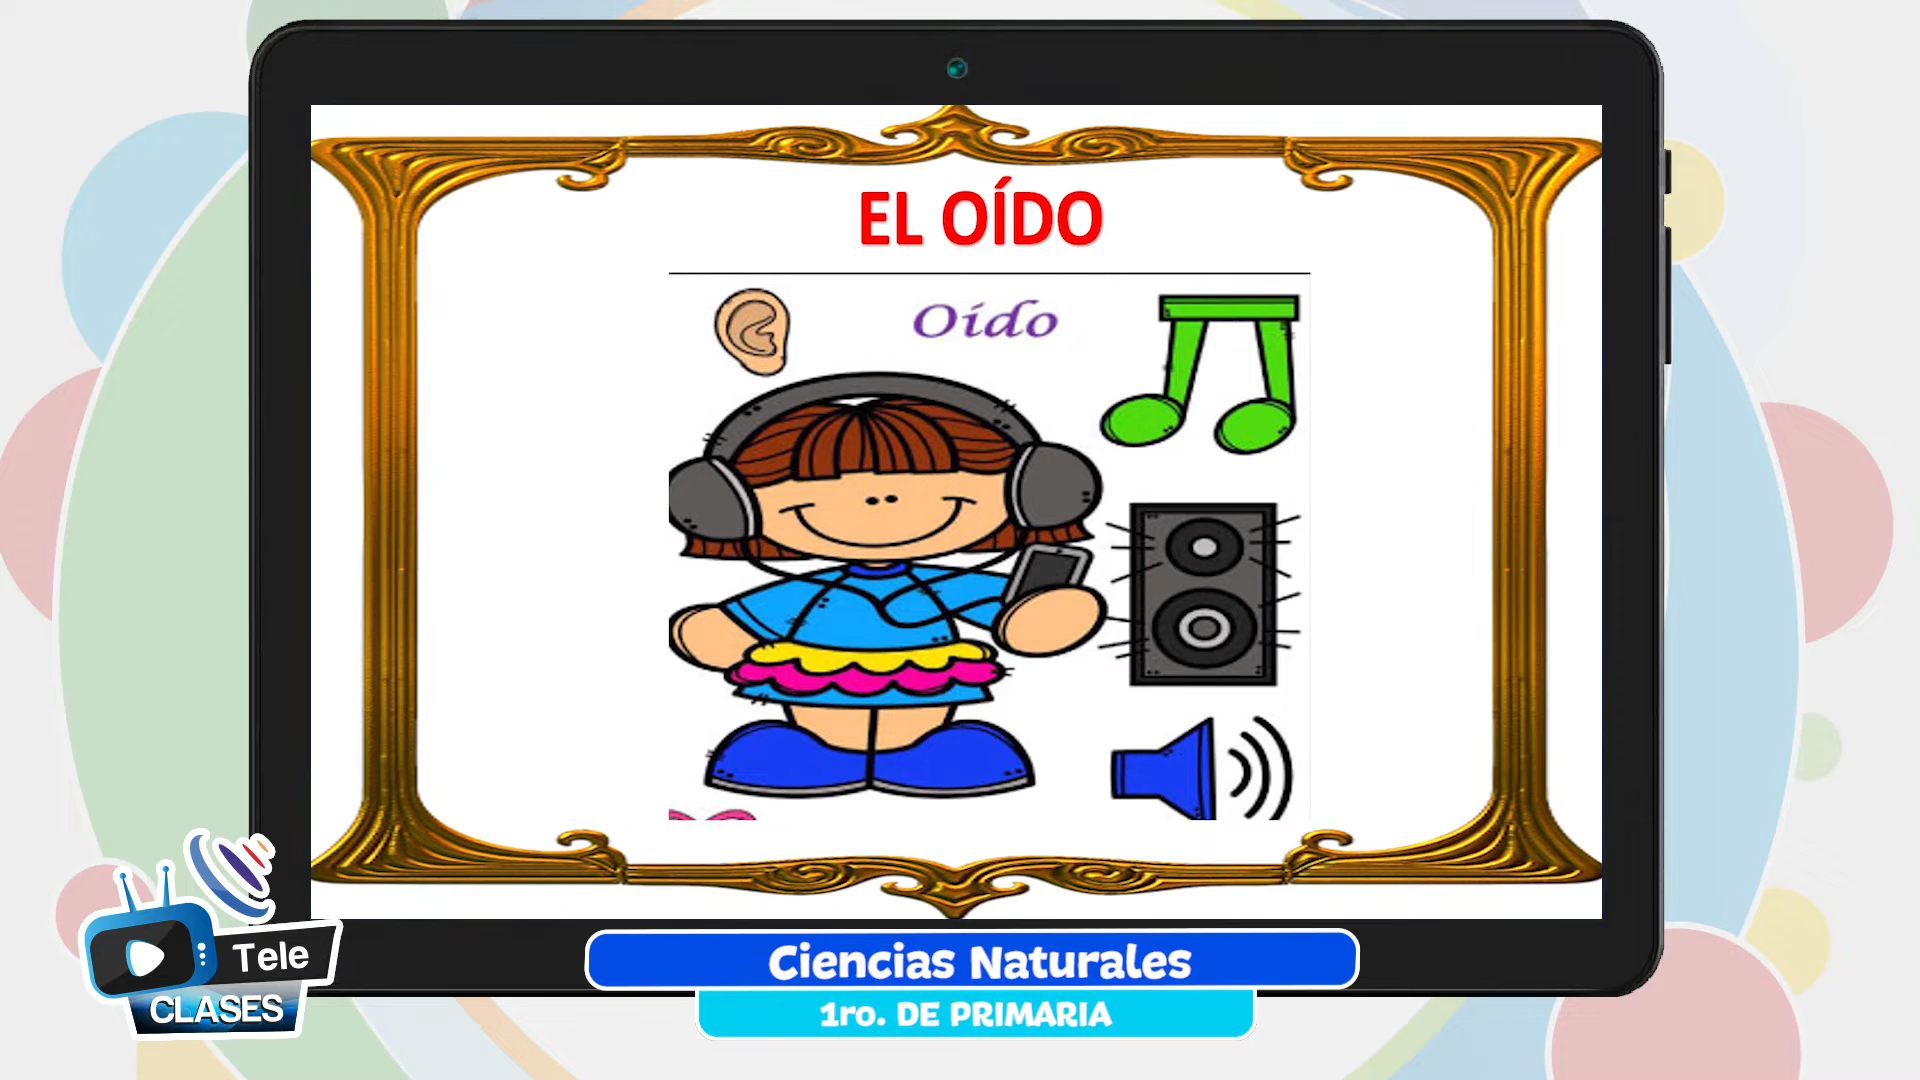 EL OÍDO
Oído
Tele
CLASES
Ciencias Naturales
1ro. DE PRIMARIA